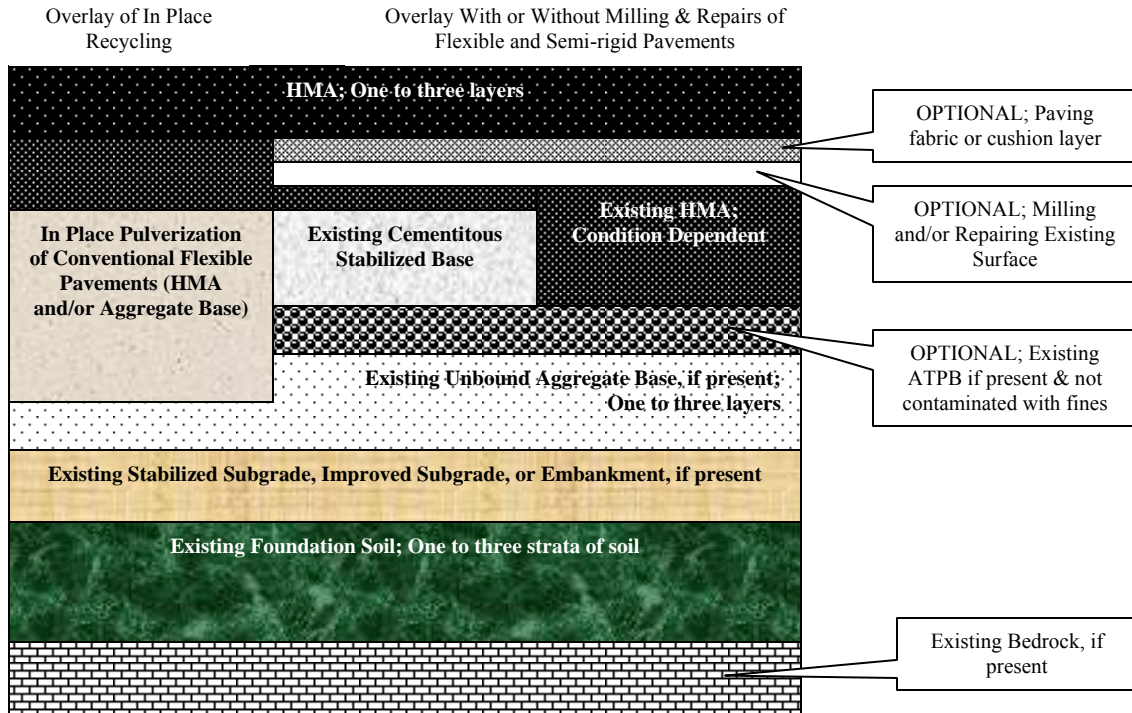 Overlay of In Place
Recycling
Overlay With or Without Milling & Repairs of
Flexible and Semi-rigid Pavements
HMA; One to three layers
OPTIONAL; Paving
fabric or cushion layer
OPTIONAL; Milling
and/or Repairing Existing
Surface
Existing HMA;
Condition Dependent
In Place Pulverization
of Conventional Flexible
Pavements (HMA
and/or Aggregate Base)
Existing Cementitous
Stabilized Base
OPTIONAL; Existing
ATPB if present & not
contaminated with fines
Existing Unbound Aggregate Base, if present;
One to three layers
Existing Stabilized Subgrade, Improved Subgrade, or Embankment, if present
Existing Foundation Soil; One to three strata of soil
Existing Bedrock, if
present